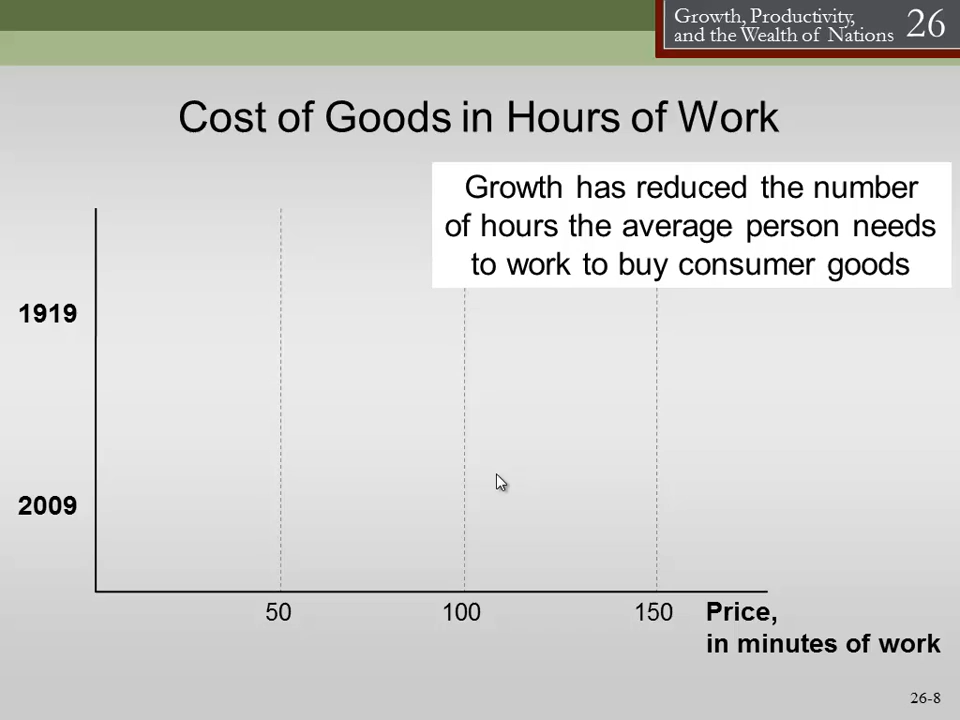 Growth, Productivity,
and the Wealth of Nations
26
Cost of Goods in Hours of Work
Growth has reduced the number
of hours the average person needs
to work to buy consumer goods
1919
2009
50
100
150
Price,
in minutes of work
26-8